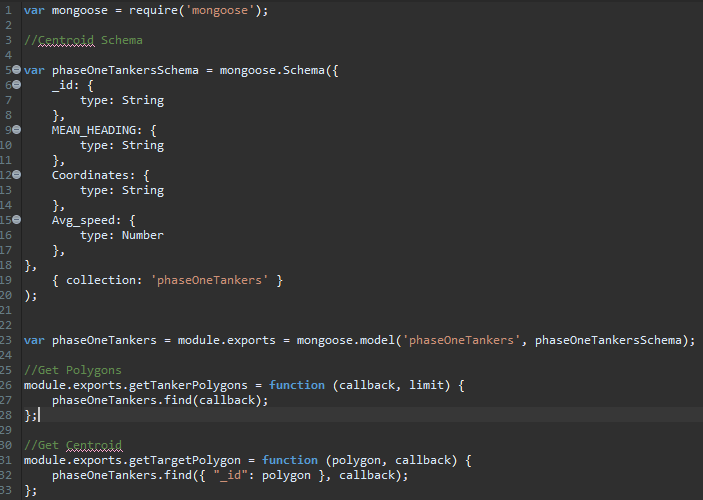 1 var mongoose = require('mongoose');
2
3 //Centroid Schema
4
5 var phaseOneTankersSchema = mongoose.Schema({
6     _id: {
7         type: String
8     },
9     MEAN_HEADING: {
10         type: String
11     },
12     Coordinates: {
13         type: String
14     },
15     Avg_speed: {
16         type: Number
17     },
18 },
19     { collection: 'phaseOneTankers' }
20 );
21
22
23 var phaseOneTankers = module.exports = mongoose.model('phaseOneTankers', phaseOneTankersSchema);
24
25 //Get Polygons
26 module.exports.getTankerPolygons = function (callback, limit) {
27     phaseOneTankers.find(callback);
28 };
29
30 //Get Centroid
31 module.exports.getTargetPolygon = function (polygon, callback) {
32     phaseOneTankers.find({ "_id": polygon }, callback);
33 };